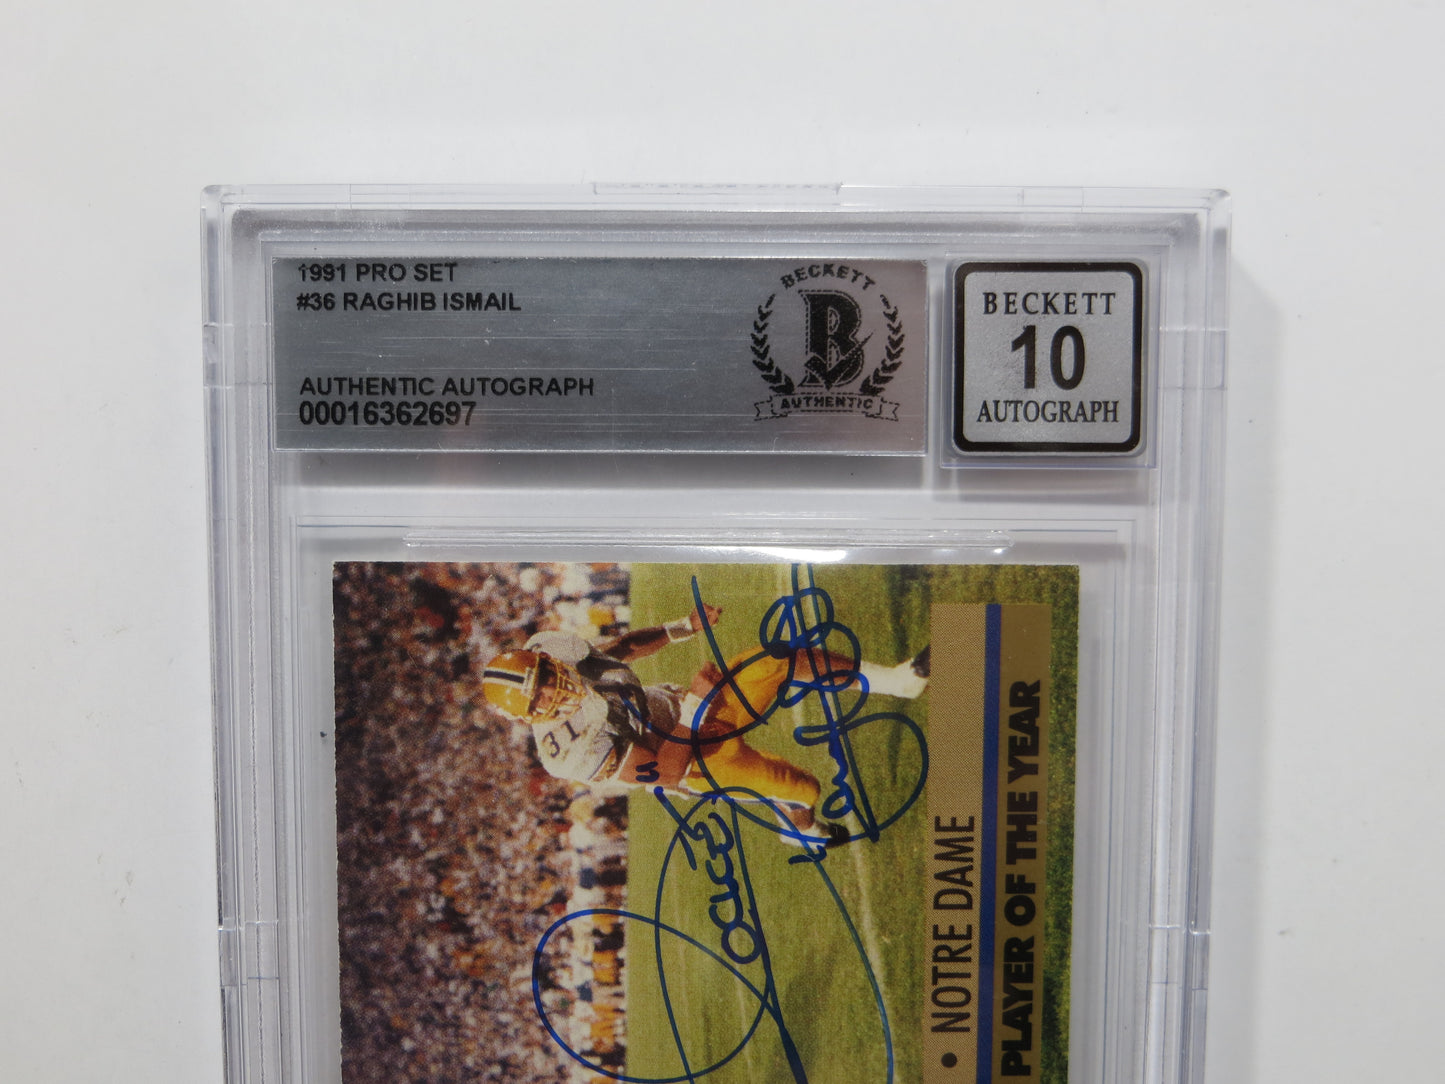 1991 PRO SET
#36 RAGHIB ISMAIL
AUTHENTIC AUTOGRAPH
00016362697
BECKETT
B
AUTHENTIC
BECKETT
10
AUTOGRAPH
31
• NOTRE DAME
PLAYER OF THE YEAR